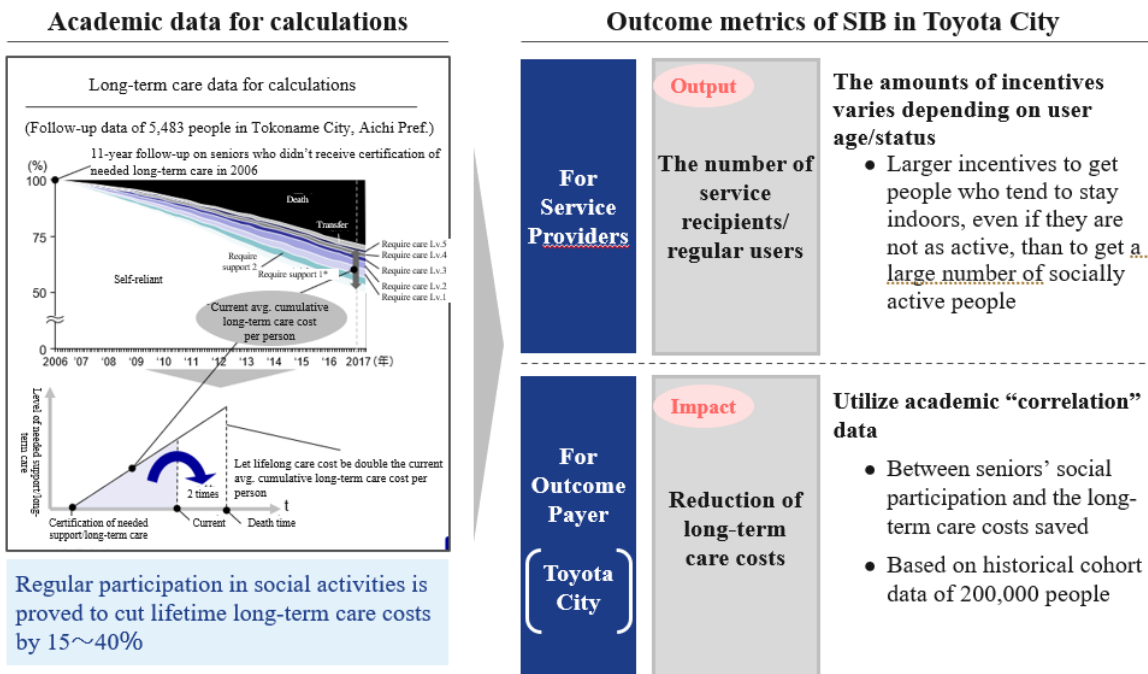 Academic data for calculations
Long-term care data for calculations
(Follow-up data of 5,483 people in Tokoname City, Aichi Pref.)
11-year follow-up on seniors who didn't receive certification of
needed long-term care in 2006
(%)
100
75
50
0
Death
Transfer
Require
support 2
Require support 1*
Self-reliant
Require care Lv.5
Require care Lv.4
Require care Lv.3
Require care Lv.2
Require care Lv.1
Current avg. cumulative
long-term care cost
per person
2006 '07 '08 '09 '10 '11 '12 '13 '14 '15 '16 2017(年)
Level of needed support/long-
term care
Let lifelong care cost be double the current
avg. cumulative long-term care cost per
person
2 times
t
Certification of needed
support/long-term care
Current
Death time
Regular participation in social activities is
proved to cut lifetime long-term care costs
by 15～40%
Outcome metrics of SIB in Toyota City
For
Service
Providers
Output
The number of
service
recipients/
regular users
The amounts of incentives
varies depending on user
age/status
● Larger incentives to get
people who tend to stay
indoors, even if they are
not as active, than to get a
large number of socially
active people
For
Outcome
Payer
Toyota
City
Impact
Reduction of
long-term
care costs
Utilize academic “correlation”
data
● Between seniors’ social
participation and the long-
term care costs saved
● Based on historical cohort
data of 200,000 people